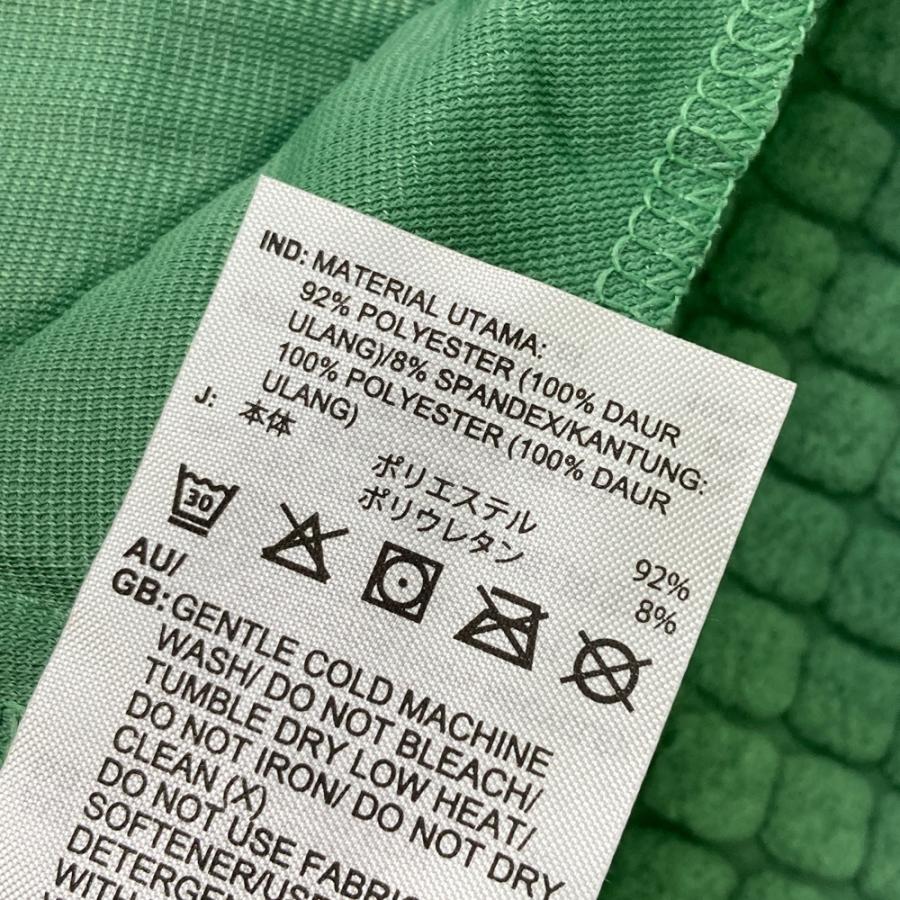 IND: MATERIAL UTAMA:
92% POLYESTER (100% DAUR
ULANG)/8% SPANDEX/KANTUNG:
100% POLYESTER (100% DAUR
ULANG)
J: 本体
ポリエステル 92%
ポリウレタン 8%
30
AU/
GB: GENTLE COLD MACHINE
WASH/ DO NOT BLEACH/
TUMBLE DRY LOW HEAT/
DO NOT IRON/ DO NOT DRY
CLEAN (X)
DO NOT USE FABRIC
SOFTENER/USE
DETERGEN
WITH